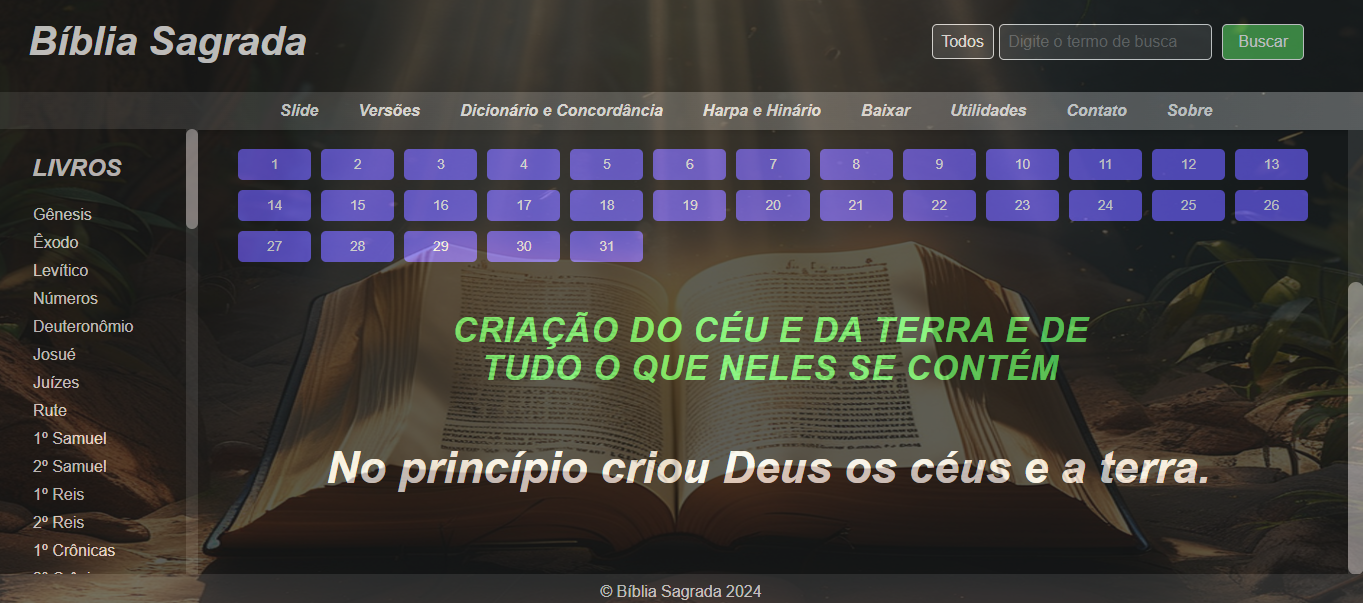 Bíblia Sagrada
Todos Digite o termo de busca Buscar
Slide Versões Dicionário e Concordância Harpa e Hinário Baixar Utilidades Contato Sobre
LIVROS
Gênesis
Êxodo
Levítico
Números
Deuteronômio
Josué
Juízes
Rute
1º Samuel
2º Samuel
1º Reis
2º Reis
1º Crônicas
1 2 3 4 5 6 7 8 9 10 11 12 13
14 15 16 17 18 19 20 21 22 23 24 25 26
27 28 29 30 31
CRIAÇÃO DO CÉU E DA TERRA E DE
TUDO O QUE NELES SE CONTÉM
No princípio criou Deus os céus e a terra.
© Bíblia Sagrada 2024